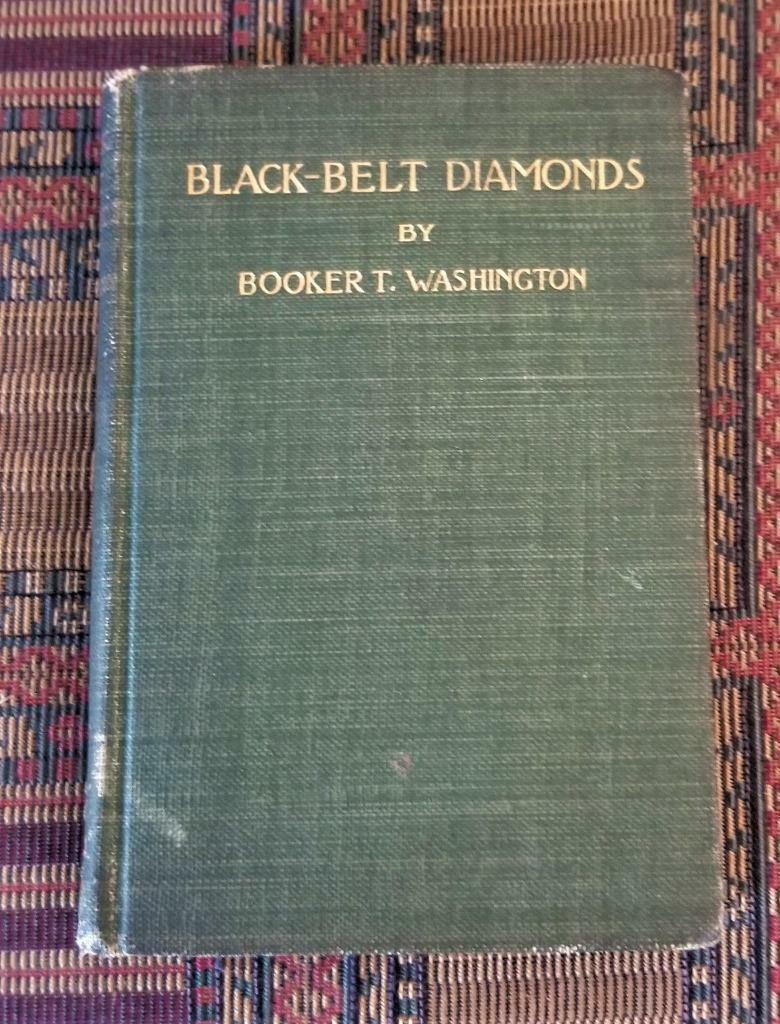 BLACK-BELT DIAMONDS
BY
BOOKER T. WASHINGTON